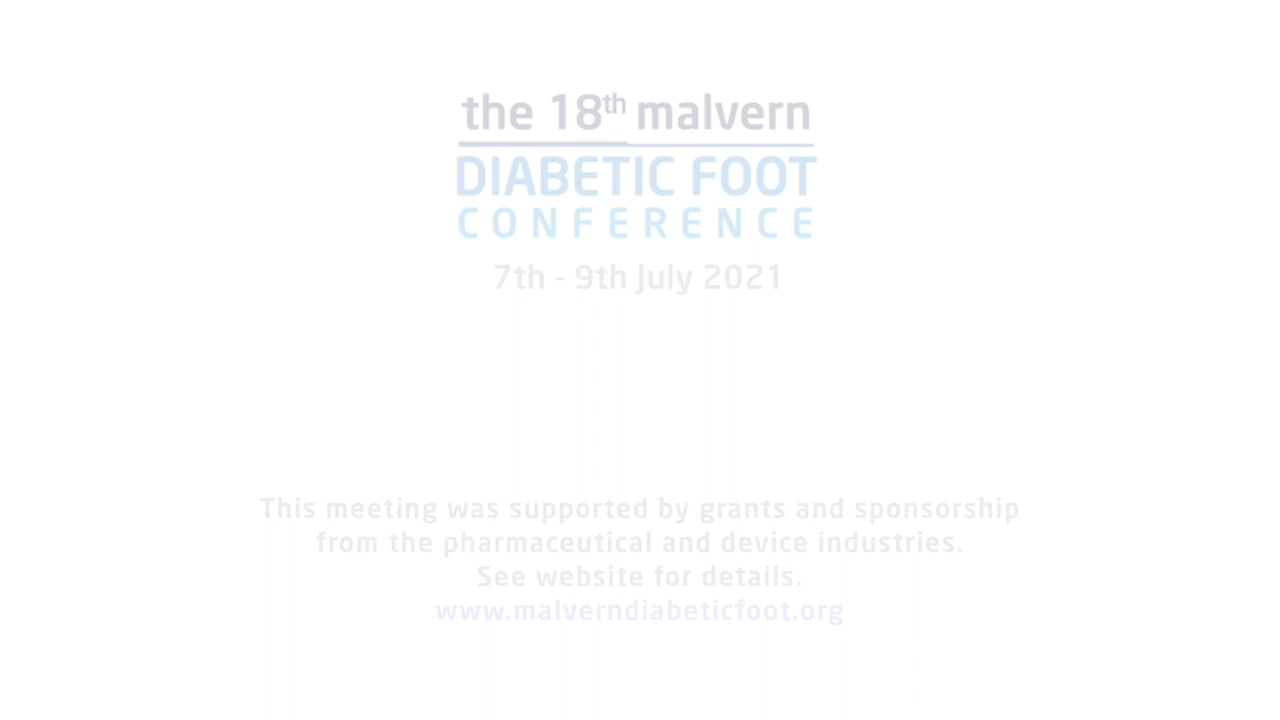 the 18th malvern
DIABETIC FOOT
CONFERENCE
7th - 9th July 2021
This meeting was supported by grants and sponsorship
from the pharmaceutical and device industries.
See website for details.
www.malverndiabeticfoot.org